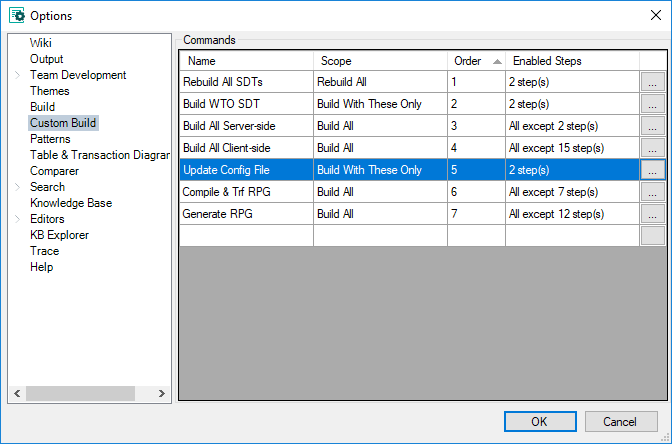 Options
Wiki
Output
Team Development
Themes
Build
Custom Build
Patterns
Table & Transaction Diagrar
Comparer
Search
Knowledge Base
Editors
KB Explorer
Trace
Help
Commands
Name Scope Order Enabled Steps
Rebuild All SDTs Rebuild All 1 2 step(s) ...
Build WTO SDT Build With These Only 2 2 step(s) ...
Build All Server-side Build All 3 All except 2 step(s) ...
Build All Client-side Build All 4 All except 15 step(s) ...
Update Config File Build With These Only 5 2 step(s) ...
Compile & Trf RPG Build All 6 All except 7 step(s) ...
Generate RPG Build All 7 All except 12 step(s) ...
OK Cancel